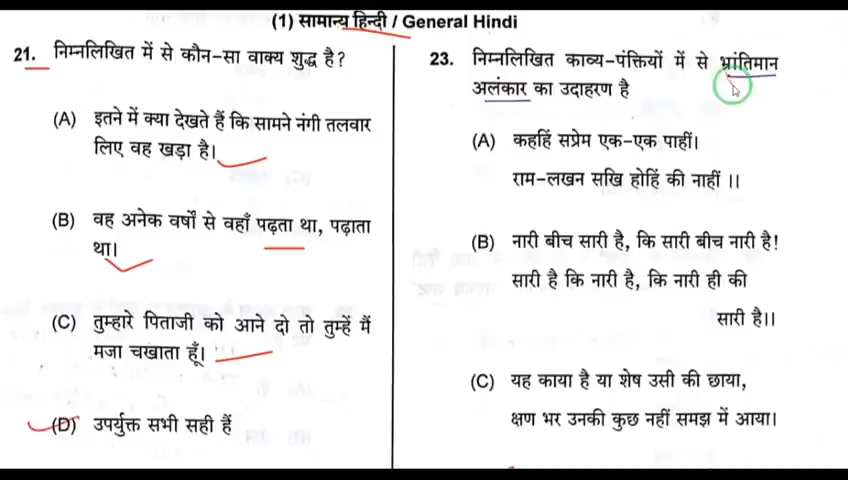 (1) सामान्य हिन्दी / General Hindi
21. निम्नलिखित में से कौन-सा वाक्य शुद्ध है?
(A) इतने में क्या देखते हैं कि सामने नंगी तलवार
लिए वह खड़ा है।
(B) वह अनेक वर्षों से वहाँ पढ़ता था, पढ़ाता
था।
(C) तुम्हारे पिताजी को आने दो तो तुम्हें मैं
मजा चखाता हूँ।
(D) उपर्युक्त सभी सही हैं
23. निम्नलिखित काव्य-पंक्तियों में से भ्रांतिमान
अलंकार का उदाहरण है
(A) कहहिं सप्रेम एक-एक पाहीं।
राम-लखन सखि होहिं की नाहीं ।।
(B) नारी बीच सारी है, कि सारी बीच नारी है!
सारी है कि नारी है, कि नारी ही की
सारी है।।
(C) यह काया है या शेष उसी की छाया,
क्षण भर उनकी कुछ नहीं समझ में आया।